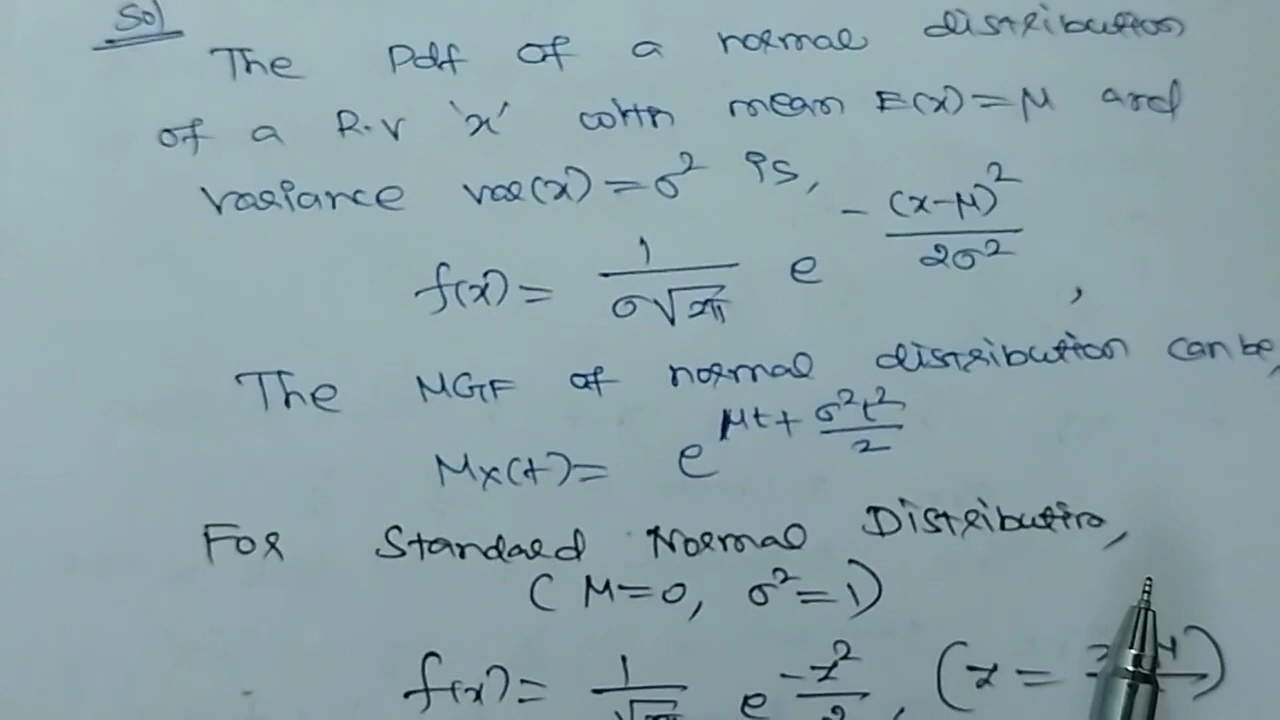 Sol
The Pdf of a normal distribution
of a R.V 'x' with mean E(x)=μ and
variance var(x)=σ² is,
f(x)= 1/(σ√2π) e^(-(x-μ)²/2σ²),
The MGF of normal distribution can be,
Mx(t)= e^(μt+σ²t²/2)
For Standard Normal Distributin,
(μ=0, σ²=1)
f(x)= 1/√2π e^(-z²/2), (z=